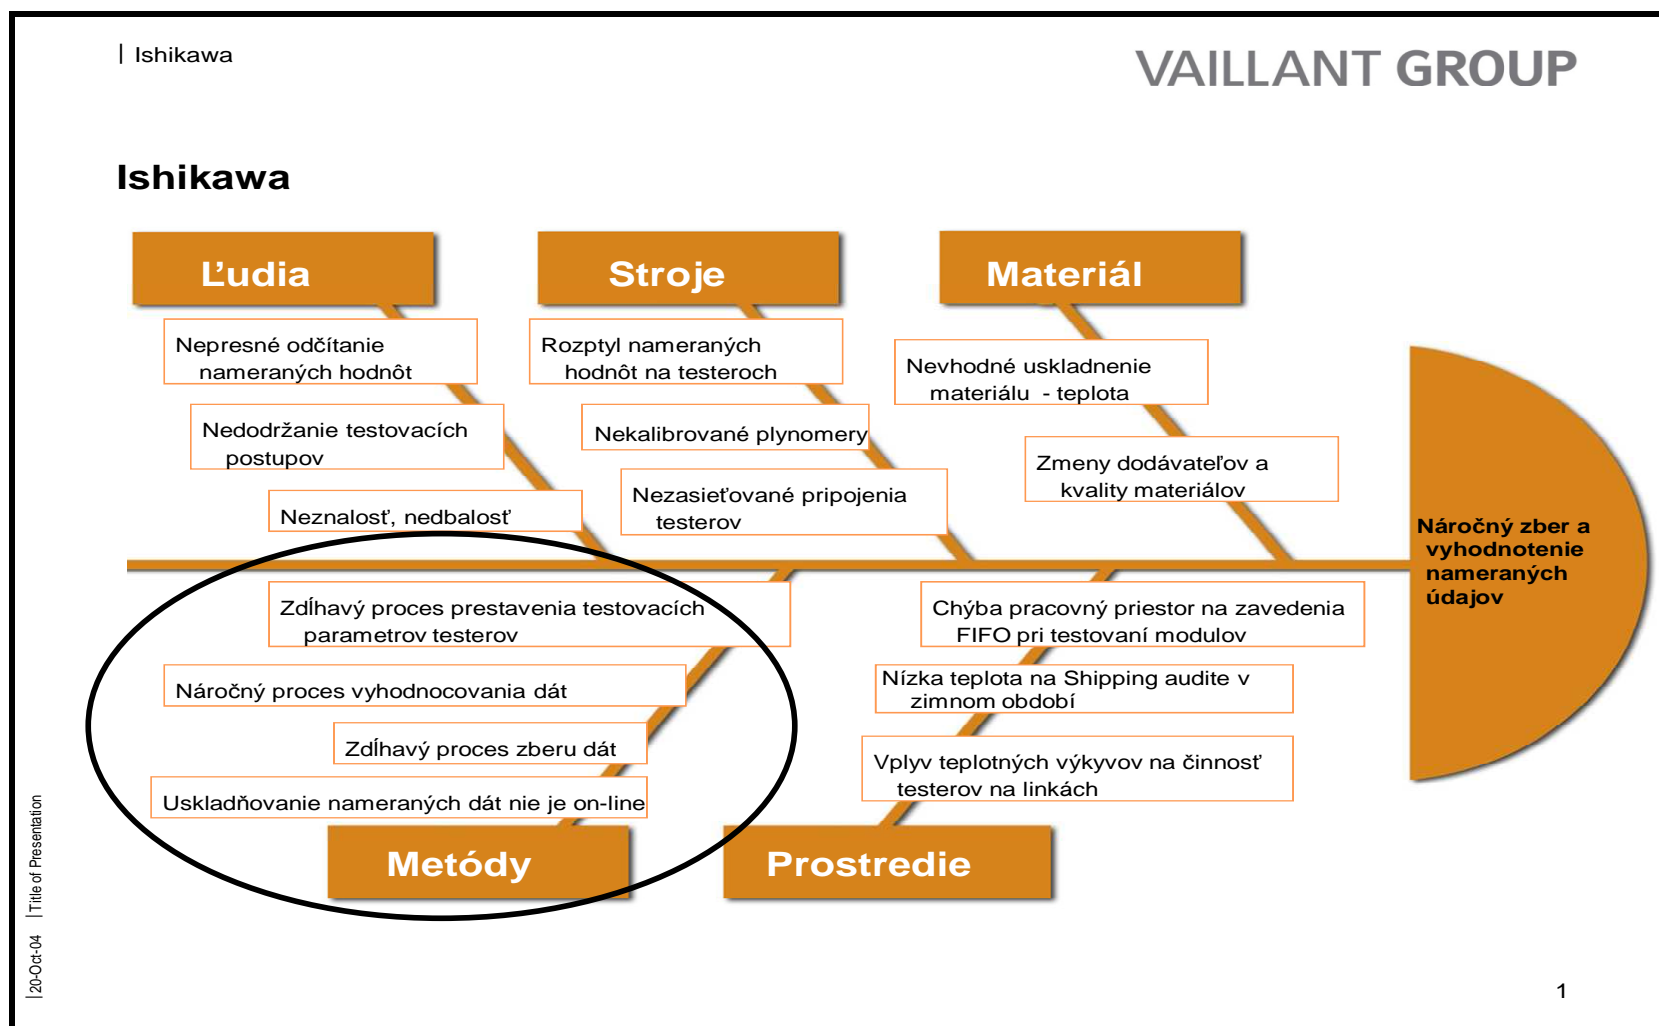 | Ishikawa
VAILLANT GROUP
Ishikawa
Ľudia
Stroje
Materiál
Nepresné odčítanie
nameraných hodnôt
Nedodržanie testovacích
postupov
Neznalosť, nedbalosť
Rozptyl nameraných
hodnôt na testeroch
Nekalibrované plynomery
Nezasieťované pripojenia
testerov
Nevhodné uskladnenie
materiálu - teplota
Zmeny dodávateľov a
kvality materiálov
Náročný zber a
vyhodnotenie
nameraných
údajov
Zdĺhavý proces prestavenia testovacích
parametrov testerov
Náročný proces vyhodnocovania dát
Zdĺhavý proces zberu dát
Uskladňovanie nameraných dát nie je on-line
Chýba pracovný priestor na zavedenia
FIFO pri testovaní modulov
Nízka teplota na Shipping audite v
zimnom období
Vplyv teplotných výkyvov na činnosť
testerov na linkách
Metódy
Prostredie
|20-Oct-04 |Title of Presentation
1